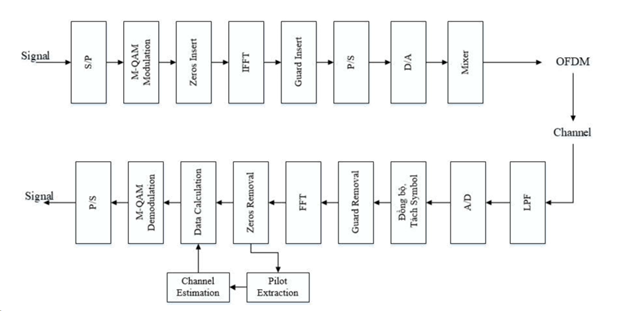 Signal
S/P
M-QAM
Modulation
Zeros Insert
IFFT
Guard Insert
P/S
D/A
Mixer
OFDM
Channel
Signal
P/S
M-QAM
Demodulation
Data Calculation
Zeros Removal
FFT
Guard Removal
Đồng bộ,
Tách Symbol
A/D
LPF
Channel
Estimation
Pilot
Extraction